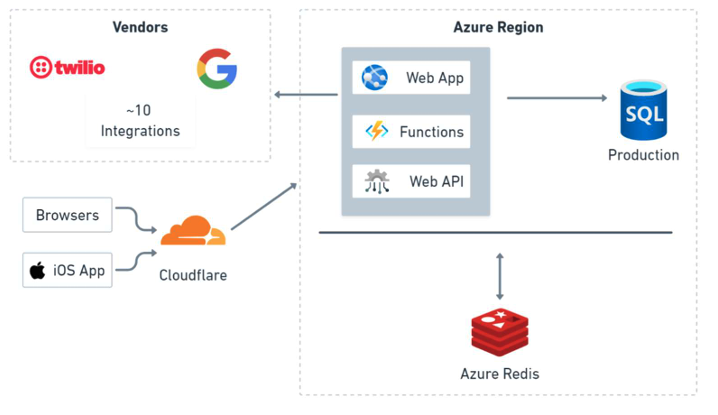 Vendors
twilio
~10
Integrations
Browsers
iOS App
Cloudflare
Azure Region
Web App
Functions
Web API
SQL
Production
Azure Redis